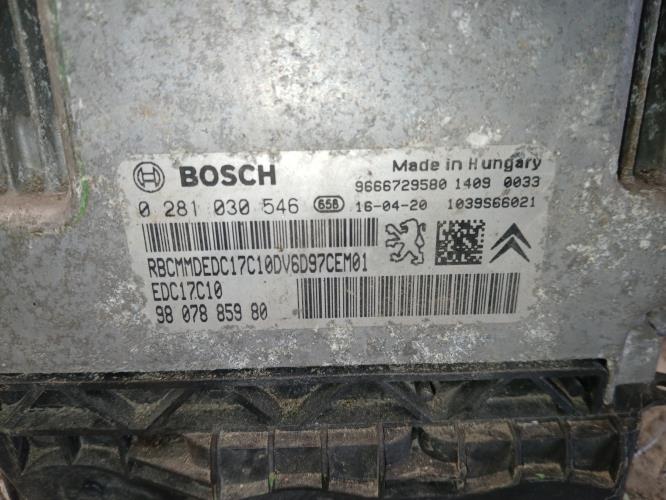 BOSCH
Made in Hungary
9666729580 1409 0033
0 281 030 546 658 16-04-20 1039S66021
RBCMMDEDC17C10DV6D97CEM01
EDC17C10
98 078 859 80